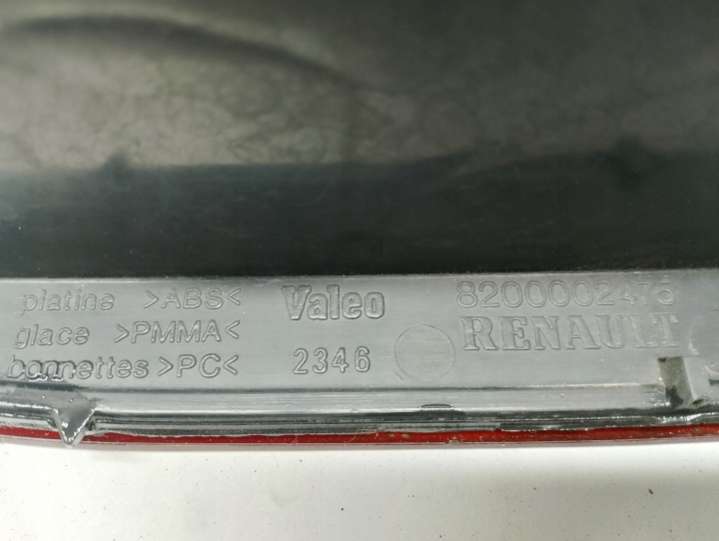 platine >ABS<
glace >PMMA<
bonnettes >PC<
Valeo
2346
8200002475
RENAULT